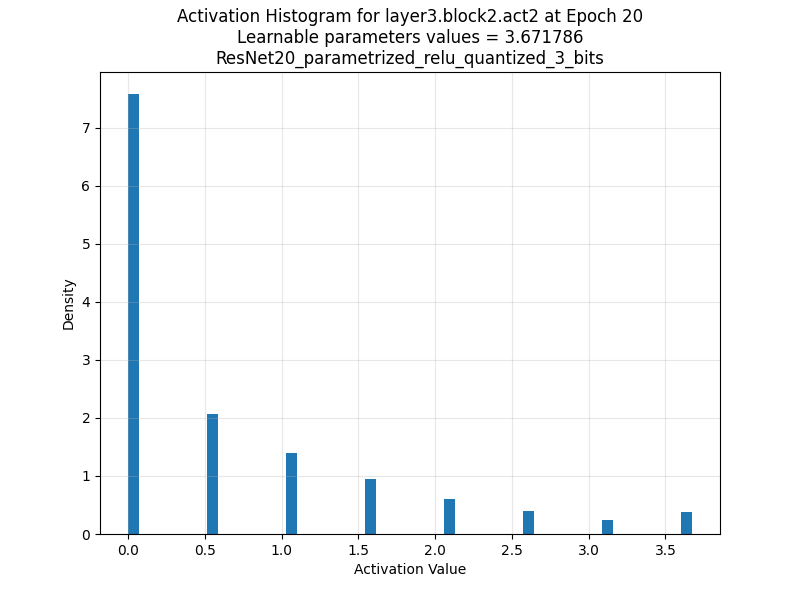 Activation Histogram for layer3.block2.act2 at Epoch 20
Learnable parameters values = 3.671786
ResNet20_parametrized_relu_quantized_3_bits
7
6
5
4
3
2
1
0
Density
0.0 0.5 1.0 1.5 2.0 2.5 3.0 3.5
Activation Value